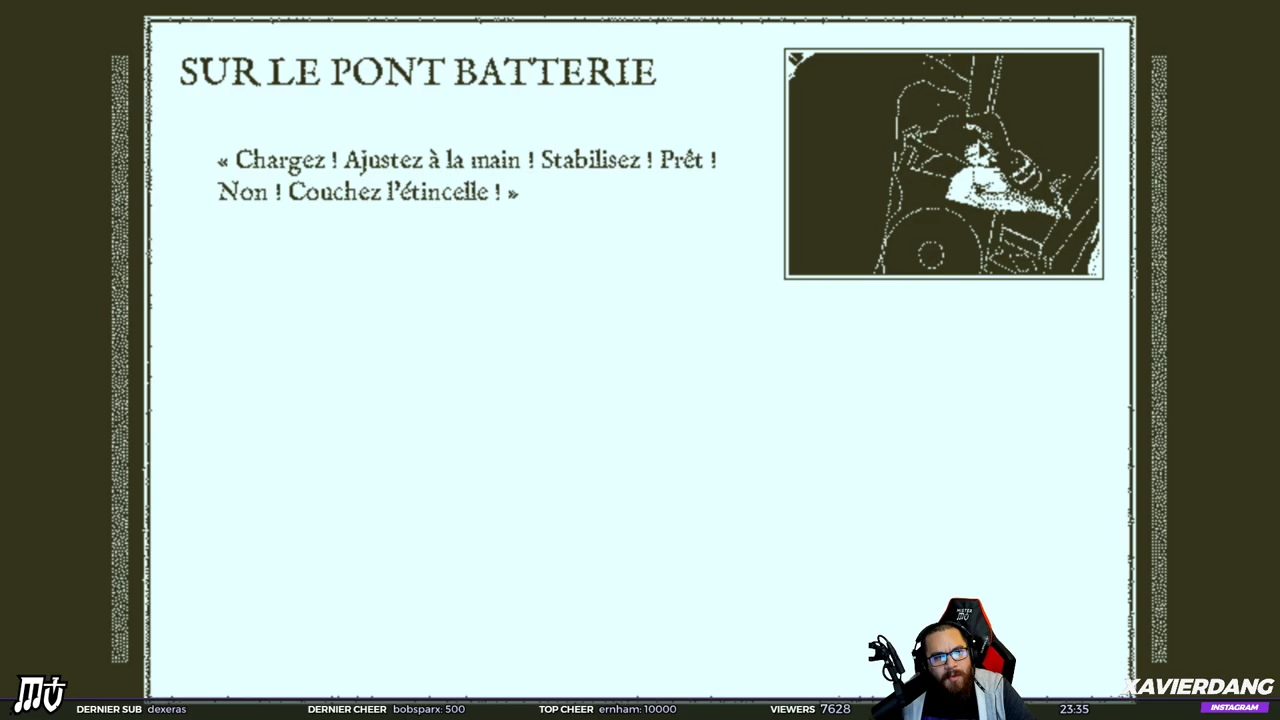 SUR LE PONT BATTERIE
« Chargez ! Ajustez à la main ! Stabilisez ! Prêt !
Non ! Couchez l'étincelle ! »
XAVIERDANG
INSTAGRAM
DERNIER SUB dexeras DERNIER CHEER bobsparx: 500 TOP CHEER ernham: 10000 VIEWERS 7628 23:35